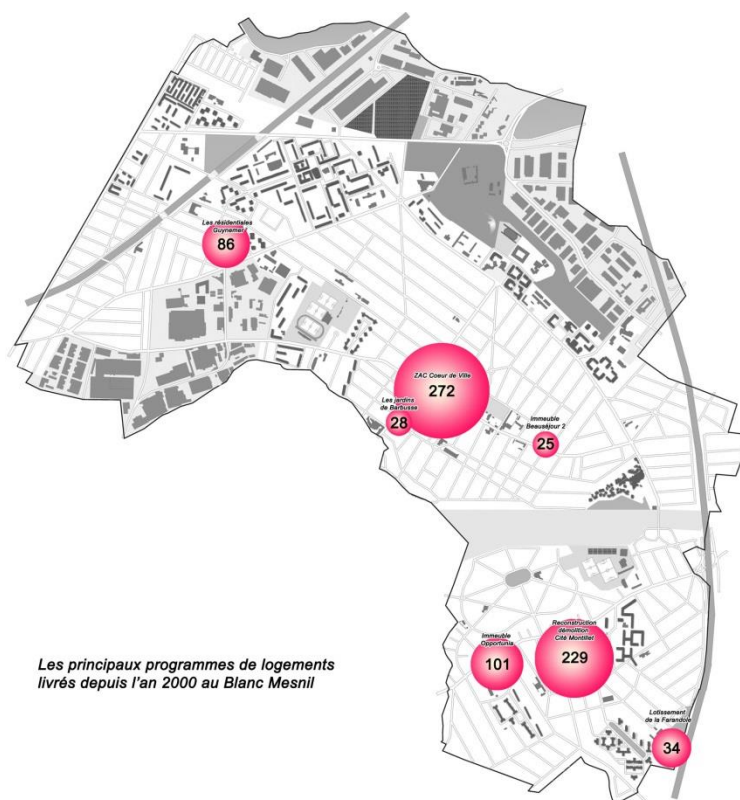 Les résidentiales
Guynemer
86
ZAC Coeur de Ville
272
Les jardins
de Barbusse
28
immeuble
Beauséjour 2
25
Immeuble
Opportunia
101
Reconstruction
démolition
Cité Montillet
229
Lotissement
de la Farandole
34
Les principaux programmes de logements
livrés depuis l'an 2000 au Blanc Mesnil